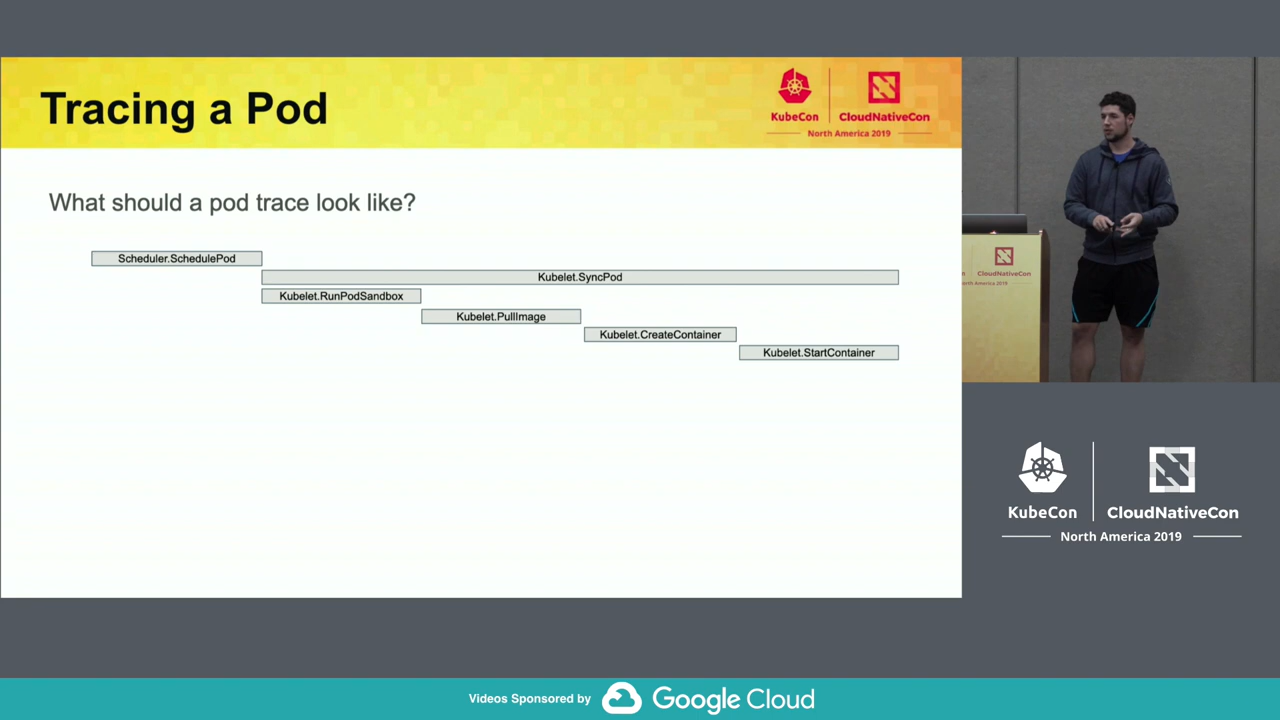 Tracing a Pod
KubeCon
CloudNativeCon
North America 2019
What should a pod trace look like?
Scheduler.SchedulePod
Kubelet.SyncPod
Kubelet.RunPodSandbox
Kubelet.PullImage
Kubelet.CreateContainer
Kubelet.StartContainer
CloudNativeCon
KubeCon
CloudNativeCon
North America 2019
Videos Sponsored by
Google Cloud